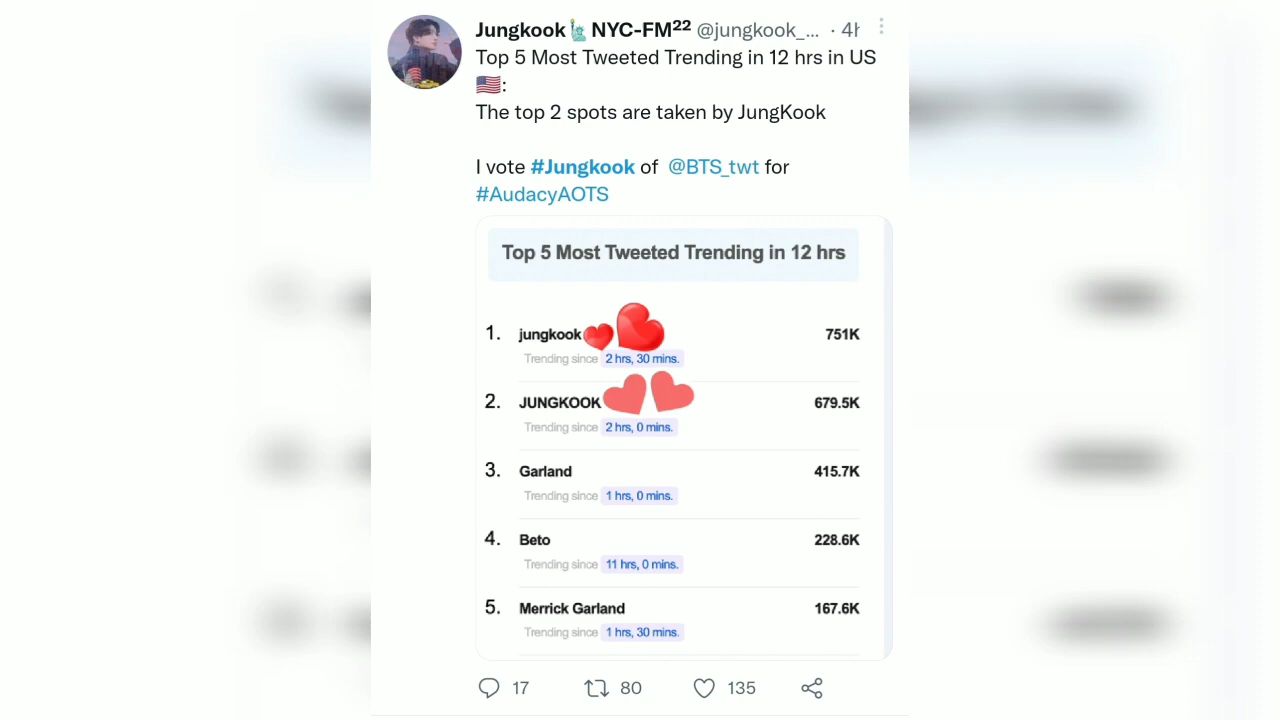 Jungkook🗽NYC-FM²² @jungkook_... · 4h
Top 5 Most Tweeted Trending in 12 hrs in US
🇺🇸:
The top 2 spots are taken by JungKook
I vote #Jungkook of @BTS_twt for
#AudacyAOTS
Top 5 Most Tweeted Trending in 12 hrs
1. jungkook 751K
Trending since 2 hrs, 30 mins.
2. JUNGKOOK 679.5K
Trending since 2 hrs, 0 mins.
3. Garland 415.7K
Trending since 1 hrs, 0 mins.
4. Beto 228.6K
Trending since 11 hrs, 0 mins.
5. Merrick Garland 167.6K
Trending since 1 hrs, 30 mins.
17 80 135